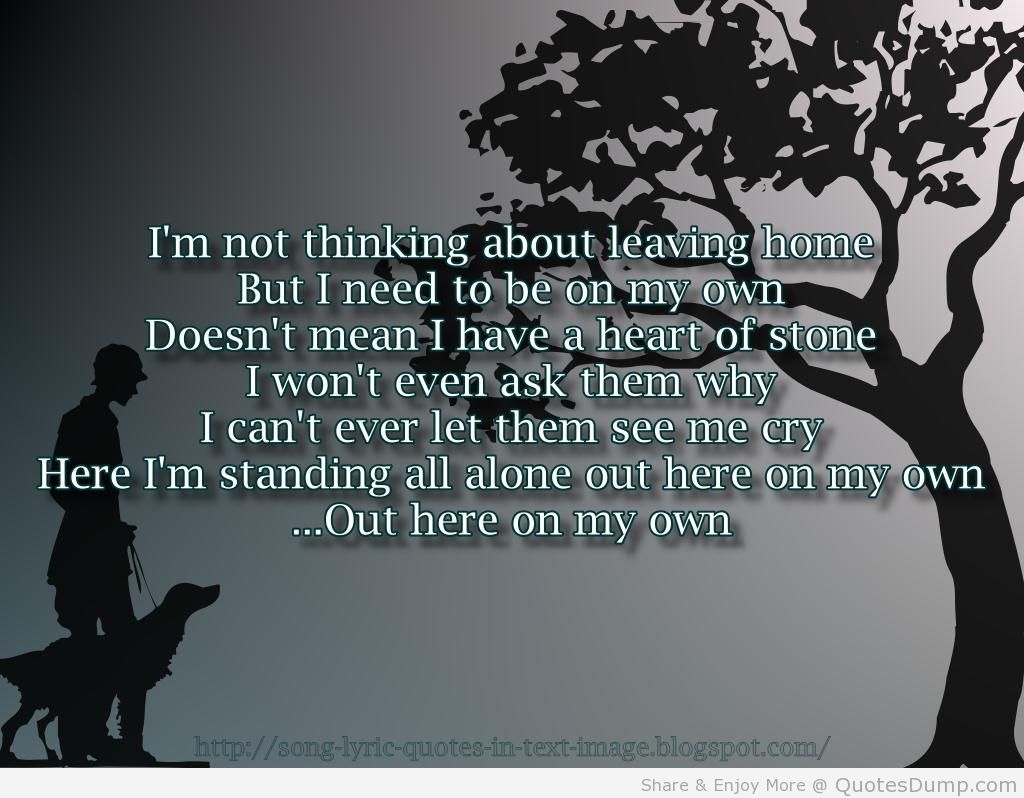 I'm not thinking about leaving home
But I need to be on my own
Doesn't mean I have a heart of stone
I won't even ask them why
I can't ever let them see me cry
Here I'm standing all alone out here on my own
...Out here on my own
http://song-lyric-quotes-in-text-image.blogspot.com/
Share & Enjoy More @ QuotesDump.com